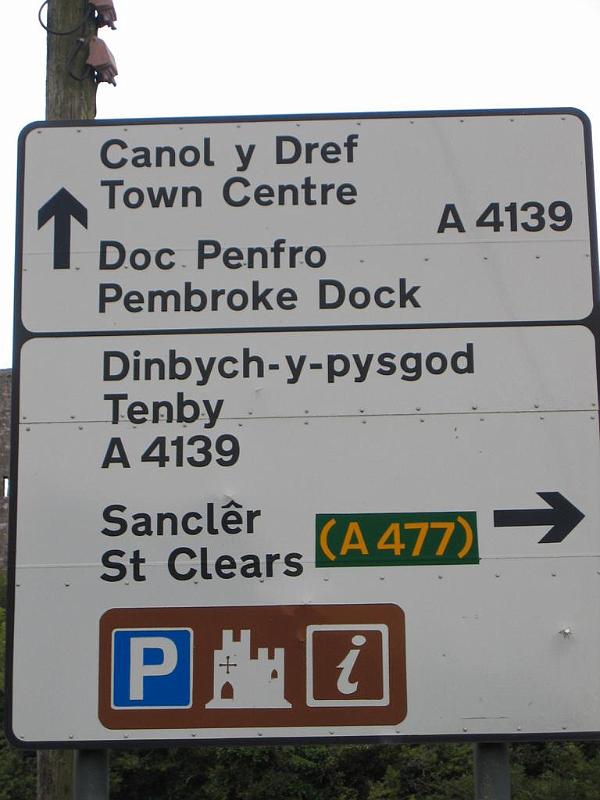 Canol y Dref
Town Centre
A 4139
Doc Penfro
Pembroke Dock
Dinbych-y-pysgod
Tenby
A 4139
Sanclêr
St Clears
(A 477)
P
i